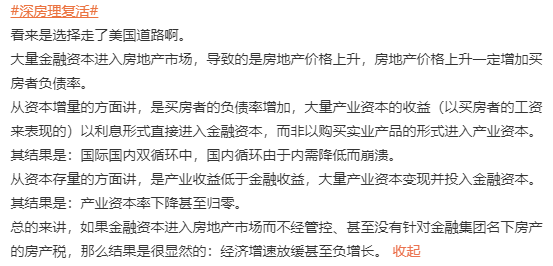 #深房理复活#
看来是选择走了美国道路啊。
大量金融资本进入房地产市场，导致的是房地产价格上升，房地产价格上升一定增加买
房者负债率。
从资本增量的方面讲，是买房者的负债率增加，大量产业资本的收益（以买房者的工资
来表现的）以利息形式直接进入金融资本，而非以购买实业产品的形式进入产业资本。
其结果是：国际国内双循环中，国内循环由于内需降低而崩溃。
从资本存量的方面讲，是产业收益低于金融收益，大量产业资本变现并投入金融资本。
其结果是：产业资本率下降甚至归零。
总的来讲，如果金融资本进入房地产市场而不经管控、甚至没有针对金融集团名下房产
的房产税，那么结果是很显然的：经济增速放缓甚至负增长。 收起